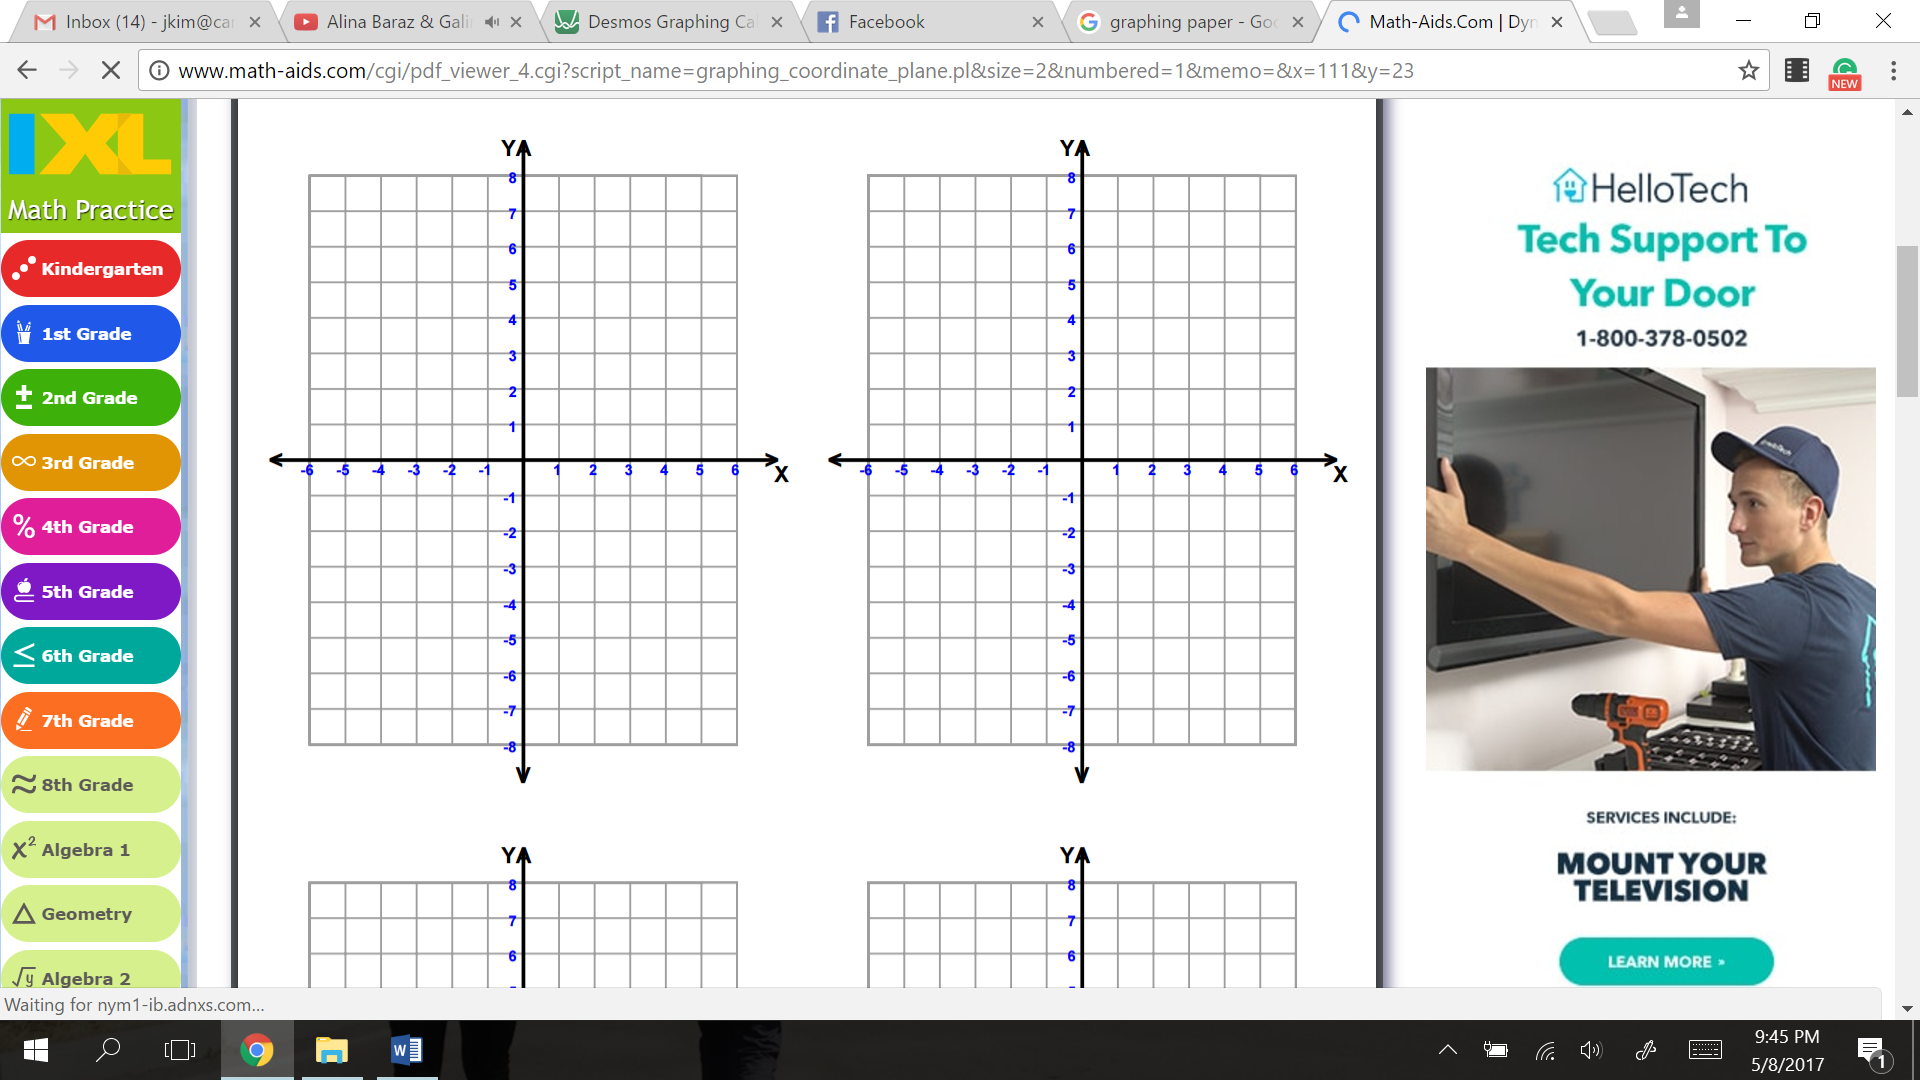 Inbox (14) - jkim@ca
Alina Baraz & Gali
Desmos Graphing Ca
Facebook
graphing paper - Goo
Math-Aids.Com | Dyn
www.math-aids.com/cgi/pdf_viewer_4.cgi?script_name=graphing_coordinate_plane.pl&size=2&numbered=1&memo=&x=111&y=23
NEW
IXL
Math Practice
Kindergarten
1st Grade
2nd Grade
3rd Grade
4th Grade
5th Grade
6th Grade
7th Grade
8th Grade
x² Algebra 1
Geometry
√y Algebra 2
Y
8
7
6
5
4
3
2
1
-6 -5 -4 -3 -2 -1 1 2 3 4 5 6
X
-1
-2
-3
-4
-5
-6
-7
-8
Y
8
7
6
5
4
3
2
1
-6 -5 -4 -3 -2 -1 1 2 3 4 5 6
X
-1
-2
-3
-4
-5
-6
-7
-8
Y
8
7
6
Y
8
7
6
HelloTech
Tech Support To
Your Door
1-800-378-0502
SERVICES INCLUDE:
MOUNT YOUR
TELEVISION
LEARN MORE »
Waiting for nym1-ib.adnxs.com...
9:45 PM
5/8/2017
1